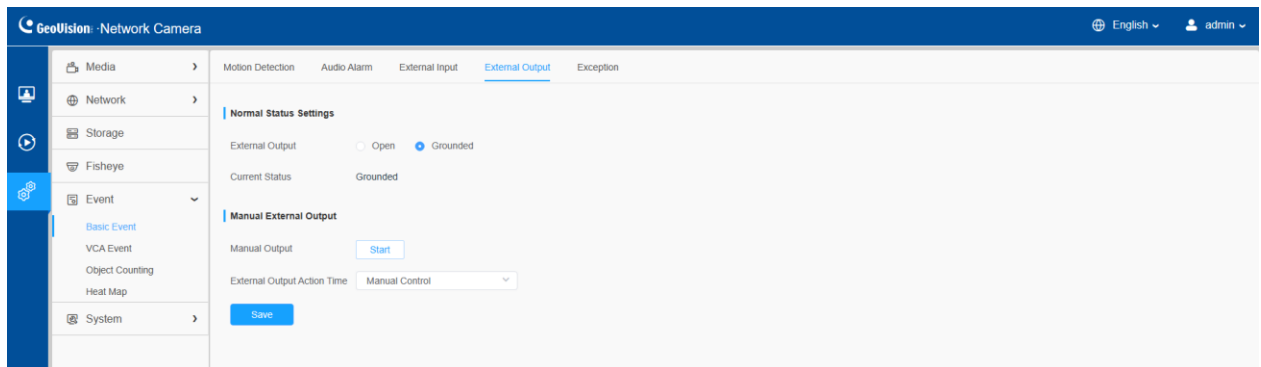 GeoVision Network Camera
English
admin
Media
Network
Storage
Fisheye
Event
Basic Event
VCA Event
Object Counting
Heat Map
System
Motion Detection Audio Alarm External Input External Output Exception
Normal Status Settings
External Output Open Grounded
Current Status Grounded
Manual External Output
Manual Output Start
External Output Action Time Manual Control
Save